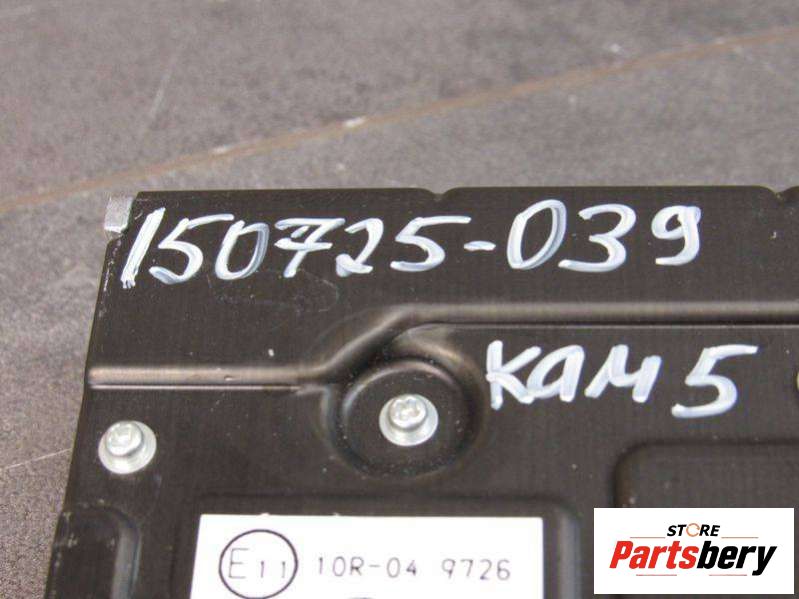 150725-039
кам 5
E11 10R-04 9726
STORE
Partsbery